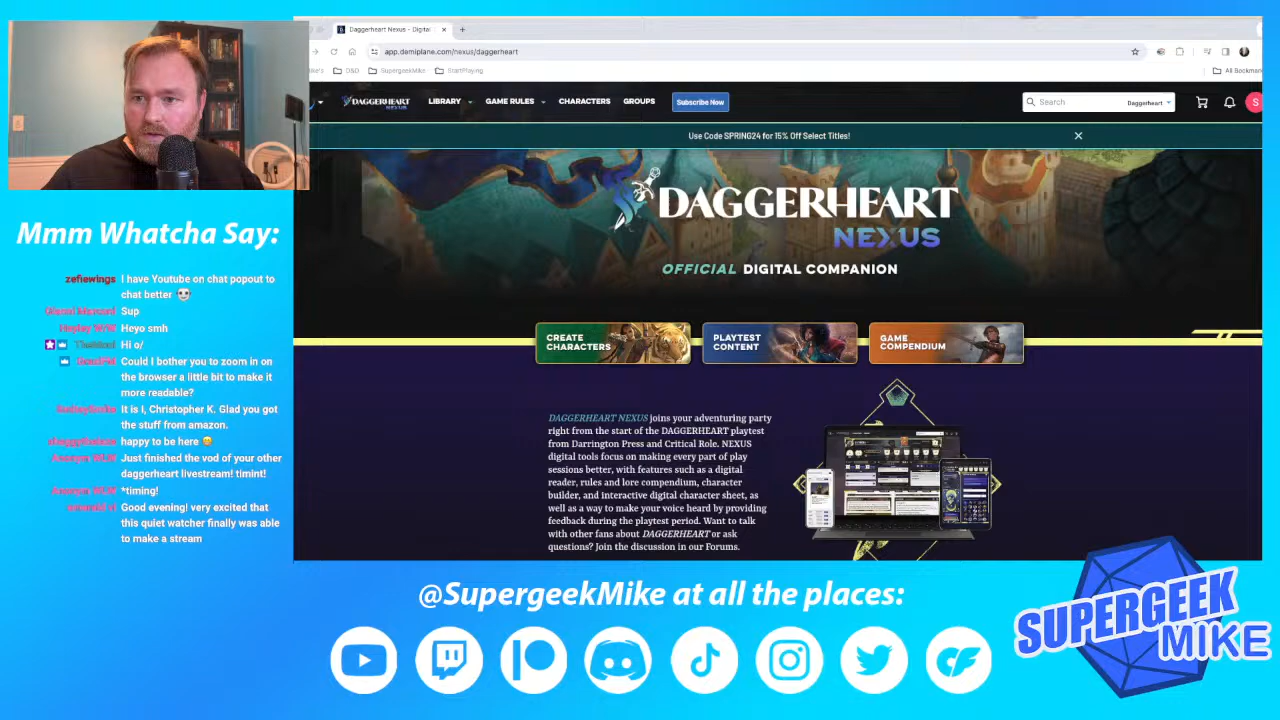 Daggerheart Nexus - Digital
app.demiplane.com/nexus/daggerheart
D&D
SupergeekMike
StartPlaying
All Bookmar
DAGGERHEART NEXUS
LIBRARY
GAME RULES
CHARACTERS
GROUPS
Subscribe Now
Search
Daggerheart
S
Use Code SPRING24 for 15% Off Select Titles!
DAGGERHEART
NEXUS
OFFICIAL DIGITAL COMPANION
CREATE
CHARACTERS
PLAYTEST
CONTENT
GAME
COMPENDIUM
DAGGERHEART NEXUS joins your adventuring party
right from the start of the DAGGERHEART playtest
from Darrington Press and Critical Role. NEXUS
digital tools focus on making every part of play
sessions better, with features such as a digital
reader, rules and lore compendium, character
builder, and interactive digital character sheet, as
well as a way to make your voice heard by providing
feedback during the playtest period. Want to talk
with other fans about DAGGERHEART or ask
questions? Join the discussion in our Forums.
Mmm Whatcha Say:
zefiewings I have Youtube on chat popout to
chat better
Sup
Heyo smh
Hi o/
Could I bother you to zoom in on
the browser a little bit to make it
more readable?
It is I, Christopher K. Glad you got
the stuff from amazon.
happy to be here
Just finished the vod of your other
daggerheart livestream! timint!
*timing!
Good evening! very excited that
this quiet watcher finally was able
to make a stream
@SupergeekMike at all the places:
SUPERGEEK
MIKE